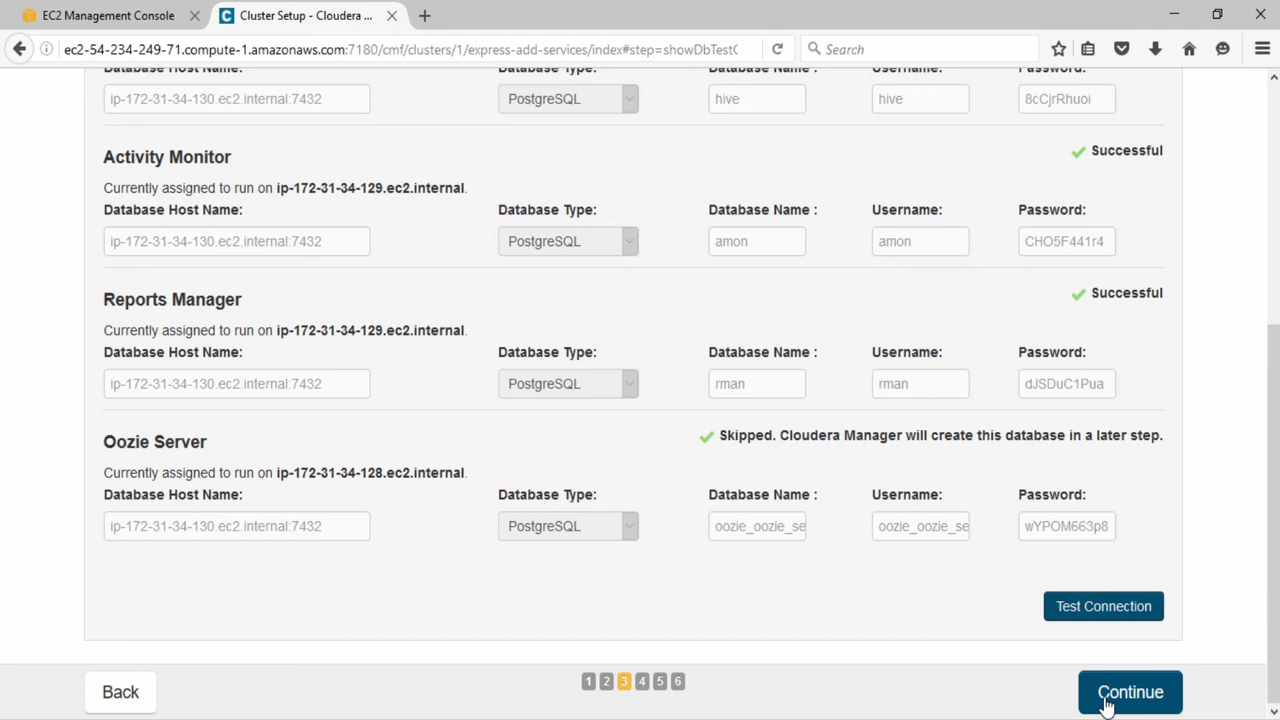 EC2 Management Console
Cluster Setup - Cloudera ...
ec2-54-234-249-71.compute-1.amazonaws.com:7180/cmf/clusters/1/express-add-services/index#step=showDbTestC
Search
Database Host Name: Database Type: Database Name : Username: Password:
ip-172-31-34-130.ec2.internal:7432 PostgreSQL hive hive 8cCjrRhuoi
Activity Monitor Successful
Currently assigned to run on ip-172-31-34-129.ec2.internal.
Database Host Name: Database Type: Database Name : Username: Password:
ip-172-31-34-130.ec2.internal:7432 PostgreSQL amon amon CHO5F441r4
Reports Manager Successful
Currently assigned to run on ip-172-31-34-129.ec2.internal.
Database Host Name: Database Type: Database Name : Username: Password:
ip-172-31-34-130.ec2.internal:7432 PostgreSQL rman rman dJSDuC1Pua
Oozie Server Skipped. Cloudera Manager will create this database in a later step.
Currently assigned to run on ip-172-31-34-128.ec2.internal.
Database Host Name: Database Type: Database Name : Username: Password:
ip-172-31-34-130.ec2.internal:7432 PostgreSQL oozie_oozie_se oozie_oozie_se wYPOM663p8
Test Connection
Back 1 2 3 4 5 6 Continue